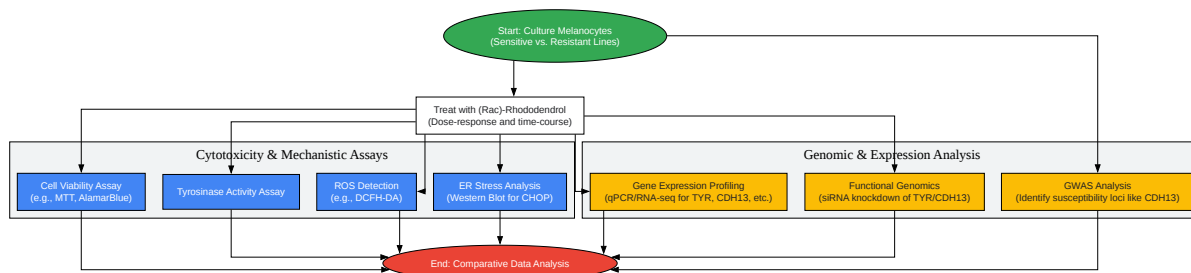 Start: Culture Melanocytes
(Sensitive vs. Resistant Lines)
Treat with (Rac)-Rhododendrol
(Dose-response and time-course)
Cytotoxicity & Mechanistic Assays
Genomic & Expression Analysis
Cell Viability Assay
(e.g., MTT, AlamarBlue)
Tyrosinase Activity Assay
ROS Detection
(e.g., DCFH-DA)
ER Stress Analysis
(Western Blot for CHOP)
Gene Expression Profiling
(qPCR/RNA-seq for TYR, CDH13, etc.)
Functional Genomics
(siRNA knockdown of TYR/CDH13)
GWAS Analysis
(Identify susceptibility loci like CDH13)
End: Comparative Data Analysis